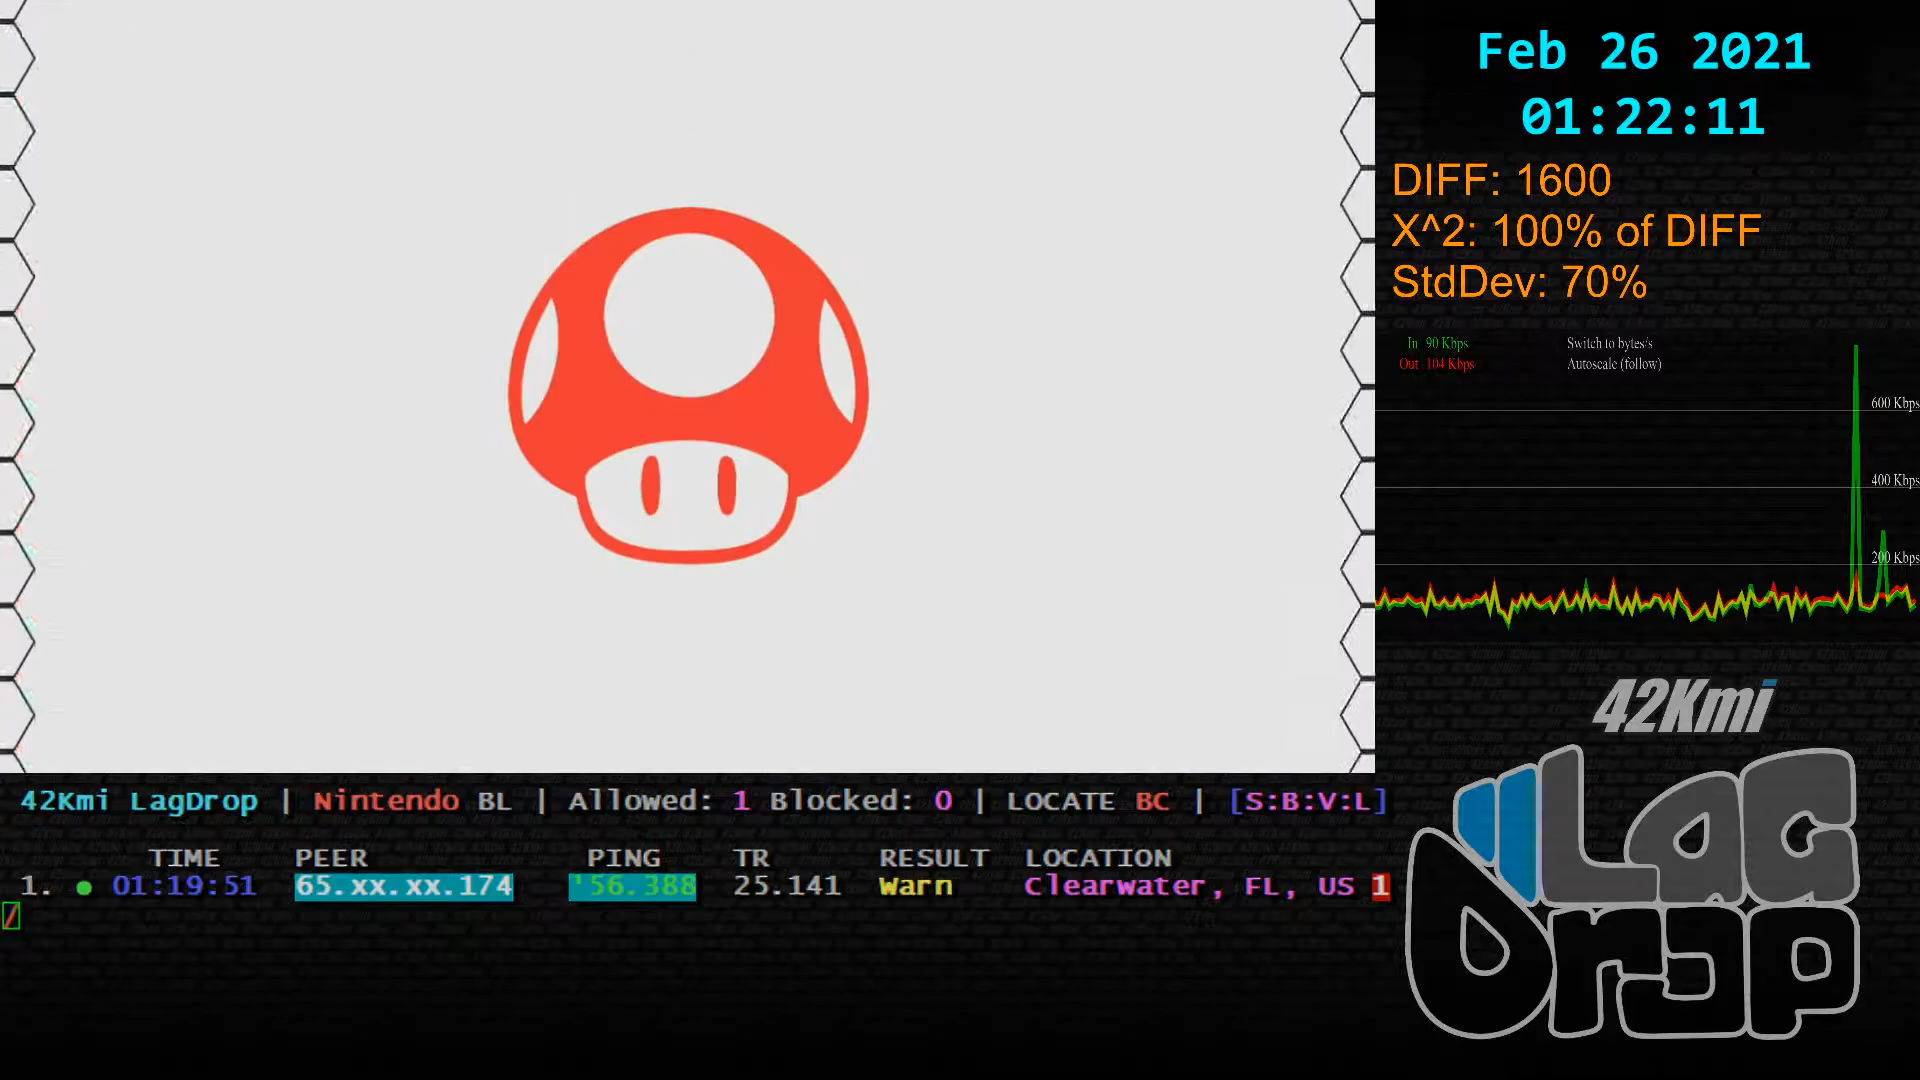 Feb 26 2021
01:22:11
DIFF: 1600
X^2: 100% of DIFF
StdDev: 70%
In 90 Kbps
Out 104 Kbps
Switch to bytes/s
Autoscale (follow)
600 Kbps
400 Kbps
200 Kbps
42Kmi
LAG
Drop
42Kmi LagDrop | Nintendo BL | Allowed: 1 Blocked: 0 | LOCATE BC | [S:B:V:L]
TIME PEER PING TR RESULT LOCATION
1. ● 01:19:51 65.xx.xx.174 '56.388 25.141 Warn Clearwater, FL, US 1
/